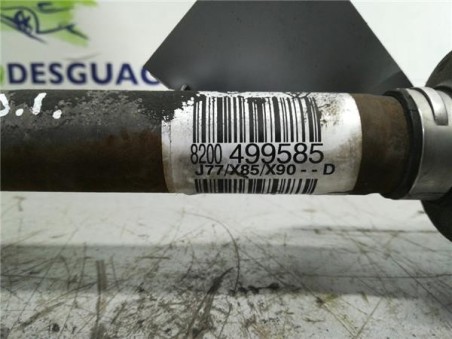 DESGUAC
D.I.
8200 499585
J77/X85/X90 - - D